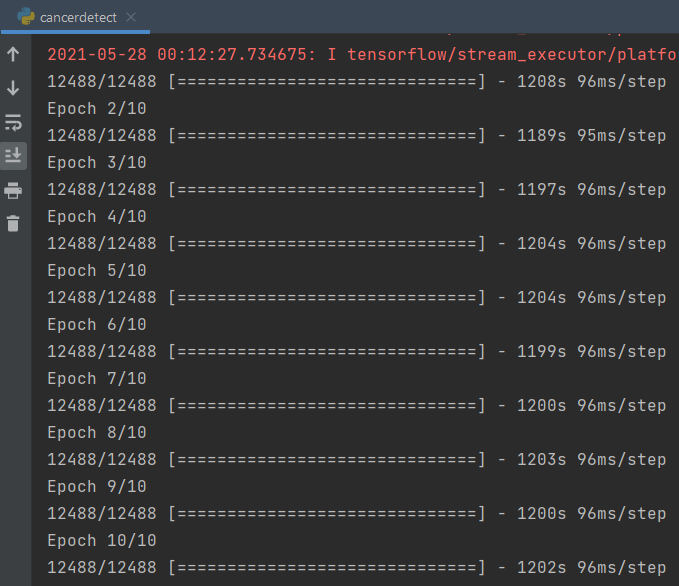 cancerdetect
2021-05-28 00:12:27.734675: I tensorflow/stream_executor/platfo
12488/12488 [==============================] - 1208s 96ms/step
Epoch 2/10
12488/12488 [==============================] - 1189s 95ms/step
Epoch 3/10
12488/12488 [==============================] - 1197s 96ms/step
Epoch 4/10
12488/12488 [==============================] - 1204s 96ms/step
Epoch 5/10
12488/12488 [==============================] - 1204s 96ms/step
Epoch 6/10
12488/12488 [==============================] - 1199s 96ms/step
Epoch 7/10
12488/12488 [==============================] - 1200s 96ms/step
Epoch 8/10
12488/12488 [==============================] - 1203s 96ms/step
Epoch 9/10
12488/12488 [==============================] - 1200s 96ms/step
Epoch 10/10
12488/12488 [==============================] - 1202s 96ms/step